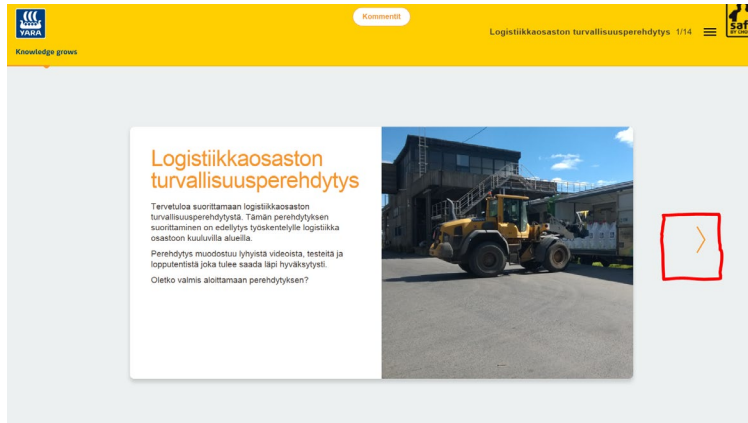 Kommentit
YARA
Knowledge grows
Logistiikkaosaston turvallisuusperehdytys 1/14
Logistiikkaosaston
turvallisuusperehdytys
Tervetuloa suorittamaan logistiikkaosaston
turvallisuusperehdytystä. Tämän perehdytyksen
suorittaminen on edellytys työskentelylle logistiikka
osastoon kuuluvilla alueilla.
Perehdytys muodostuu lyhyistä videoista, testeitä ja
lopputentistä joka tulee saada läpi hyväksytysti.
Oletko valmis aloittamaan perehdytyksen?